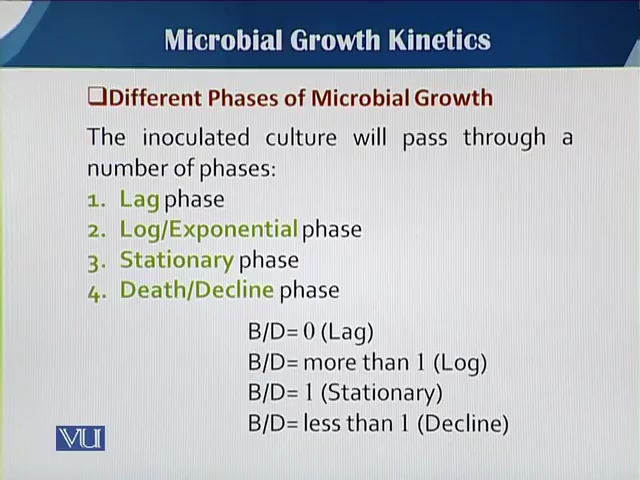 Microbial Growth Kinetics
❑Different Phases of Microbial Growth
The inoculated culture will pass through a
number of phases:
1. Lag phase
2. Log/Exponential phase
3. Stationary phase
4. Death/Decline phase
B/D= 0 (Lag)
B/D= more than 1 (Log)
B/D= 1 (Stationary)
B/D= less than 1 (Decline)
VU